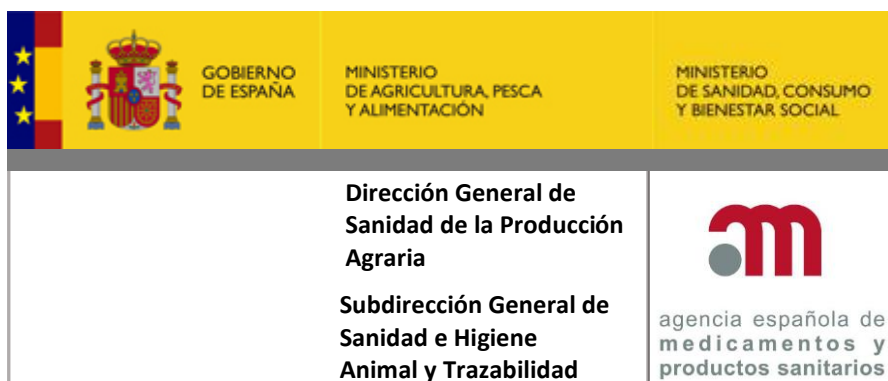 GOBIERNO
DE ESPAÑA
MINISTERIO
DE AGRICULTURA, PESCA
Y ALIMENTACIÓN
MINISTERIO
DE SANIDAD, CONSUMO
Y BIENESTAR SOCIAL
Dirección General de
Sanidad de la Producción
Agraria
Subdirección General de
Sanidad e Higiene
Animal y Trazabilidad
am
agencia española de
medicamentos y
productos sanitarios